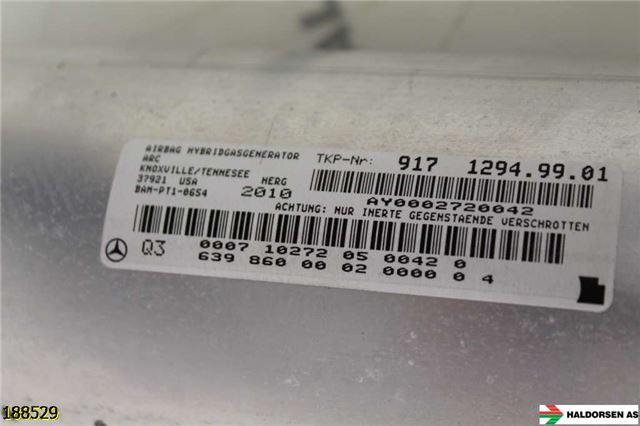 AIRBAG HYBRIDGASGENERATOR
ARC
KNOXVILLE/TENNESEE
37921 USA HERG
BAM-PT1-0654 2010
TKP-Nr: 917 1294.99.01
AY0002720042
ACHTUNG: NUR INERTE GEGENSTAENDE VERSCHROTTEN
Q3 0007 10272 05 0042 0
639 860 00 02 0000 0 4
188529
HALDORSEN AS